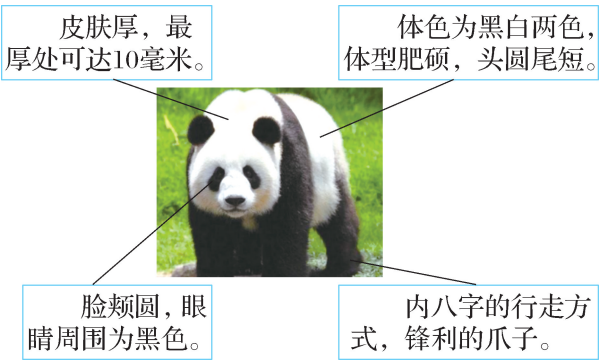 皮肤厚，最
厚处可达10毫米。
体色为黑白两色，
体型肥硕，头圆尾短。
脸颊圆，眼
睛周围为黑色。
内八字的行走方
式，锋利的爪子。